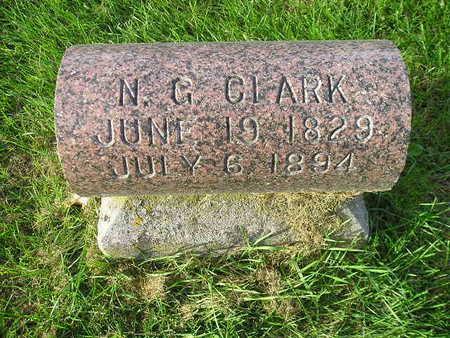 N. G. CLARK
JUNE 19 1829
JULY 6 1894